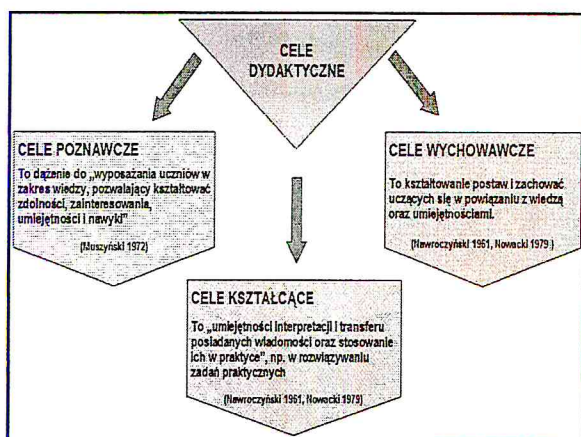 CELE
DYDAKTYCZNE
CELE POZNAWCZE
To dążenie do „wyposażania uczniów w
zakres wiedzy, pozwalający kształtować
zdolności, zainteresowania,
umiejętności i nawyki”
(Muszyński 1972)
CELE WYCHOWAWCZE
To kształtowanie postaw i zachować
uczących się w powiązaniu z wiedzą
oraz umiejętnościami.
(Nawroczyński 1961, Nowacki 1979 )
CELE KSZTAŁCĄCE
To „umiejętności interpretacji i transferu
posiadanych wiadomości oraz stosowanie
ich w praktyce”, np. w rozwiązywaniu
zadań praktycznych
(Nawroczyński 1961, Nowacki 1979)